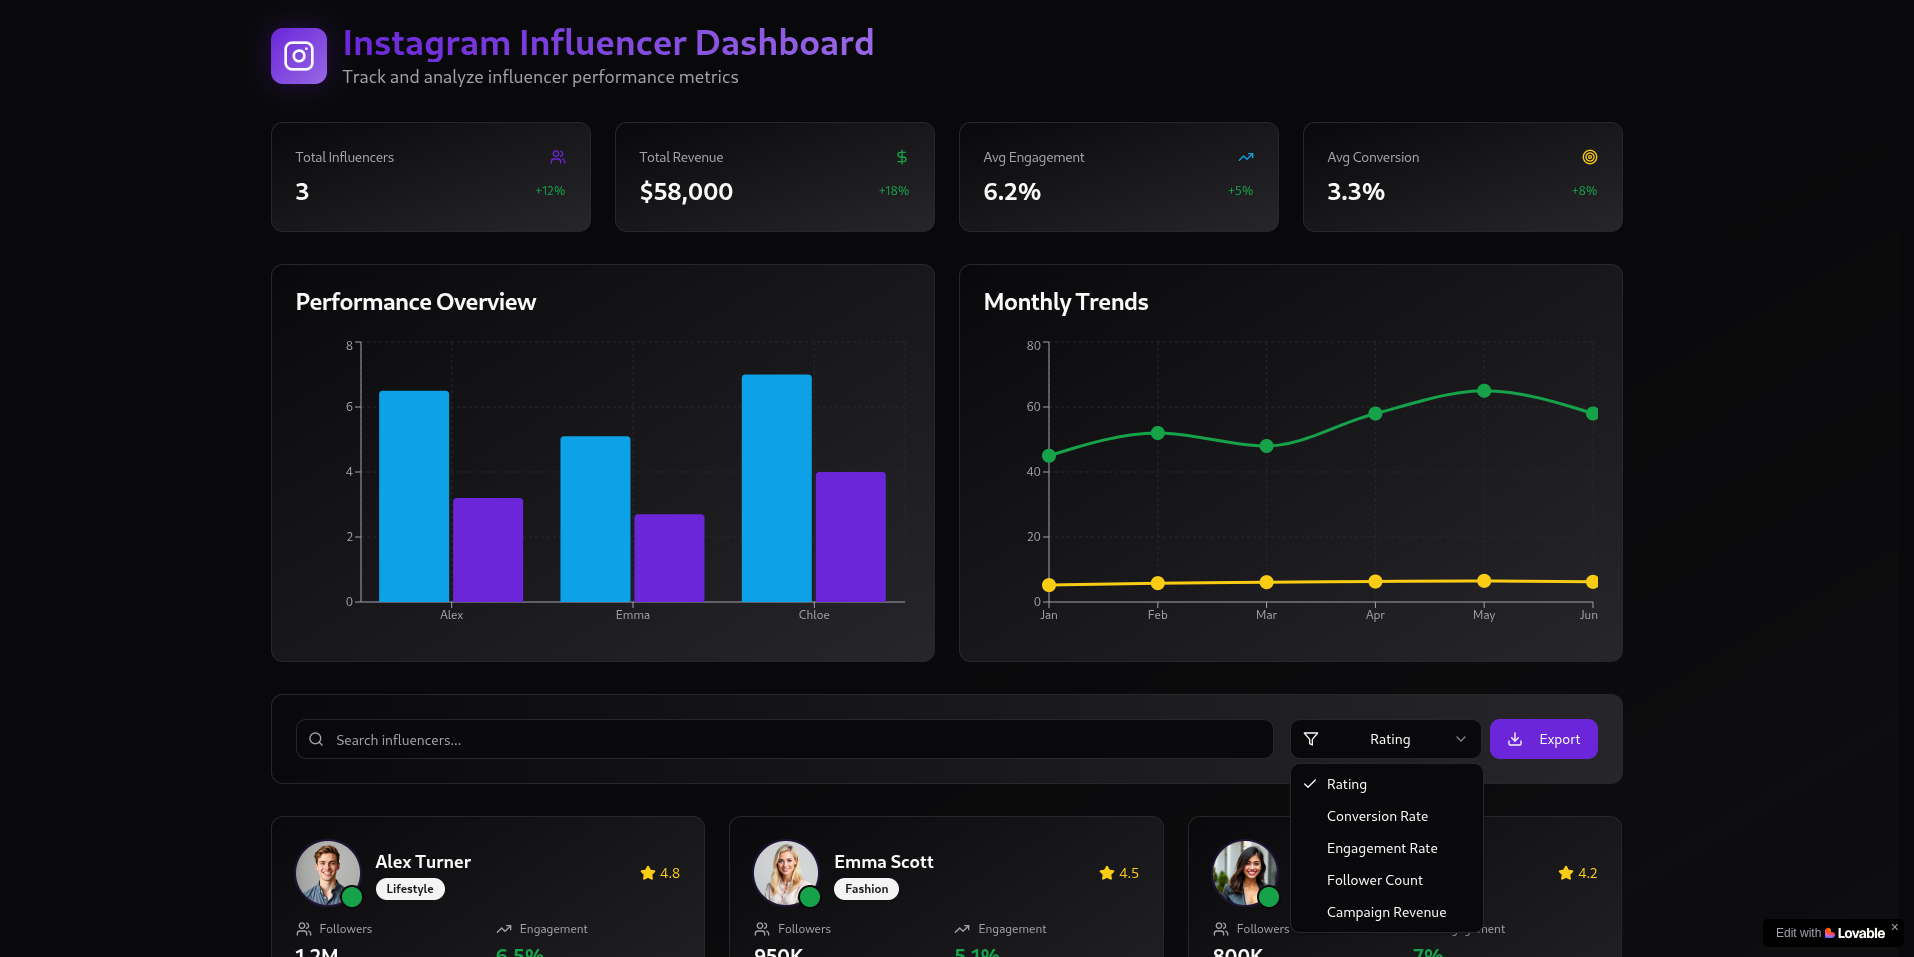 Instagram Influencer Dashboard
Track and analyze influencer performance metrics
Total Influencers
3
+12%
Total Revenue
$58,000
+18%
Avg Engagement
6.2%
+5%
Avg Conversion
3.3%
+8%
Performance Overview
8
6
4
2
0
Alex Emma Chloe
Monthly Trends
80
60
40
20
0
Jan Feb Mar Apr May Jun
Search influencers...
Rating
Export
Rating
Conversion Rate
Engagement Rate
Follower Count
Campaign Revenue
Alex Turner
Lifestyle
4.8
Followers Engagement
1.2M 6.5%
Emma Scott
Fashion
4.5
Followers Engagement
950K 5.1%
4.2
Followers
800K 7%
Edit with Lovable